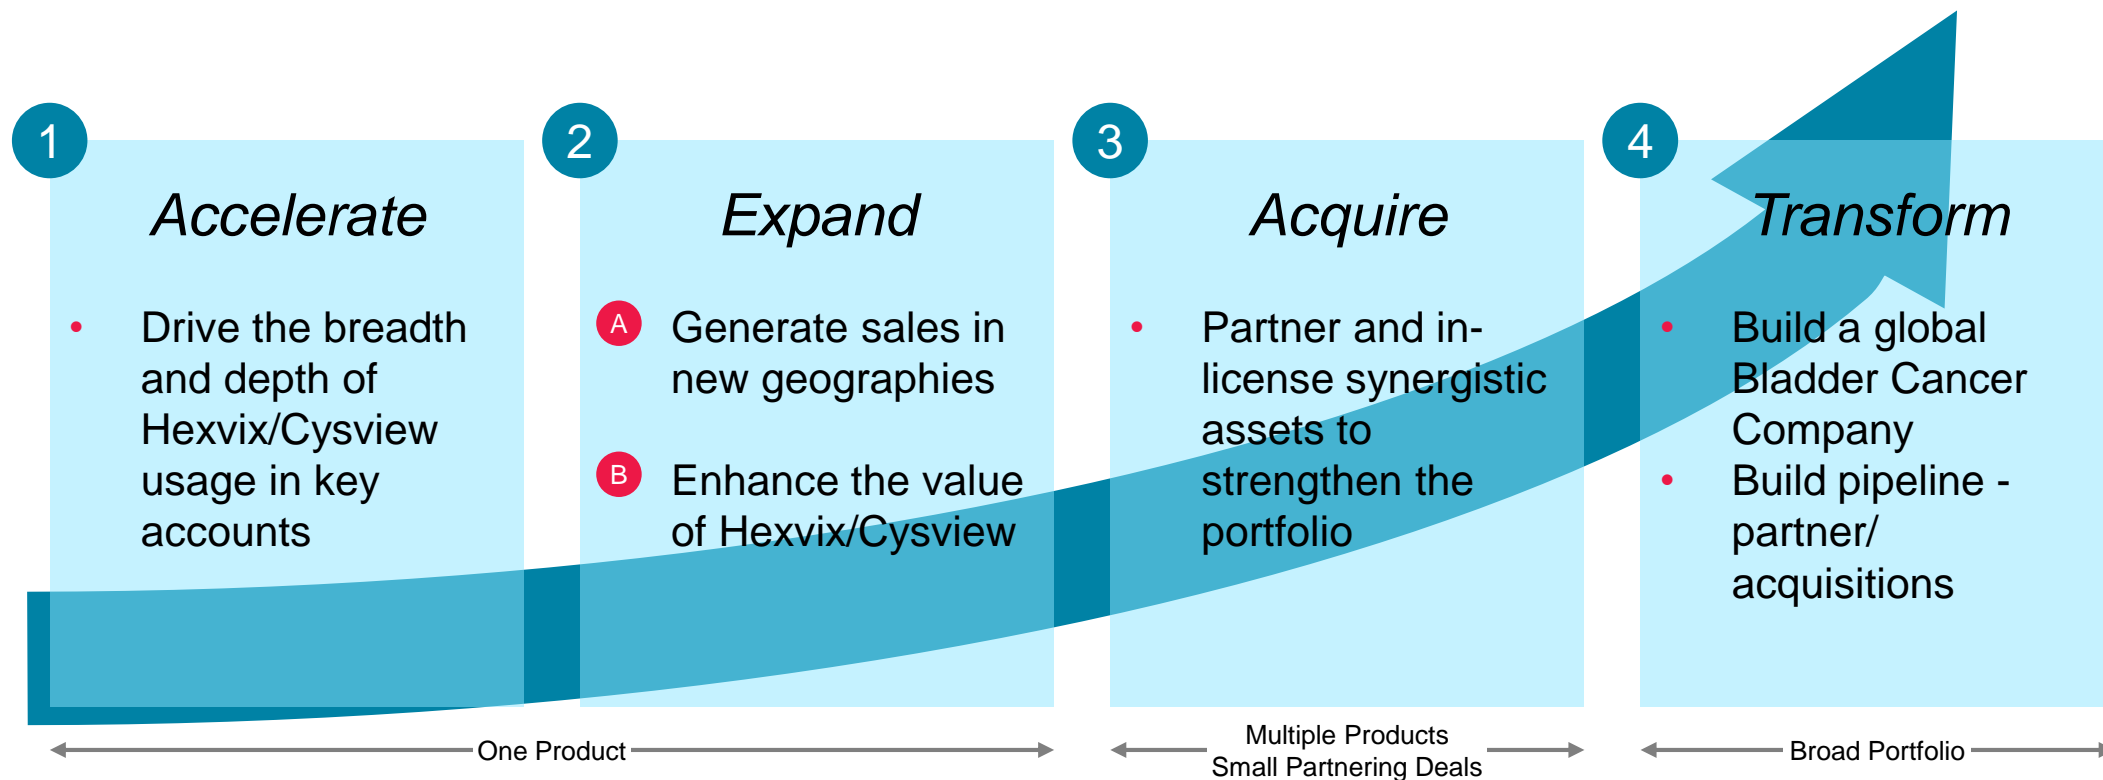 1
Accelerate
• Drive the breadth
and depth of
Hexvix/Cysview
usage in key
accounts
2
Expand
A Generate sales in
new geographies
B Enhance the value
of Hexvix/Cysview
3
Acquire
• Partner and in-
license synergistic
assets to
strengthen the
portfolio
4
Transform
• Build a global
Bladder Cancer
Company
• Build pipeline -
partner/
acquisitions
One Product
Multiple Products
Small Partnering Deals
Broad Portfolio